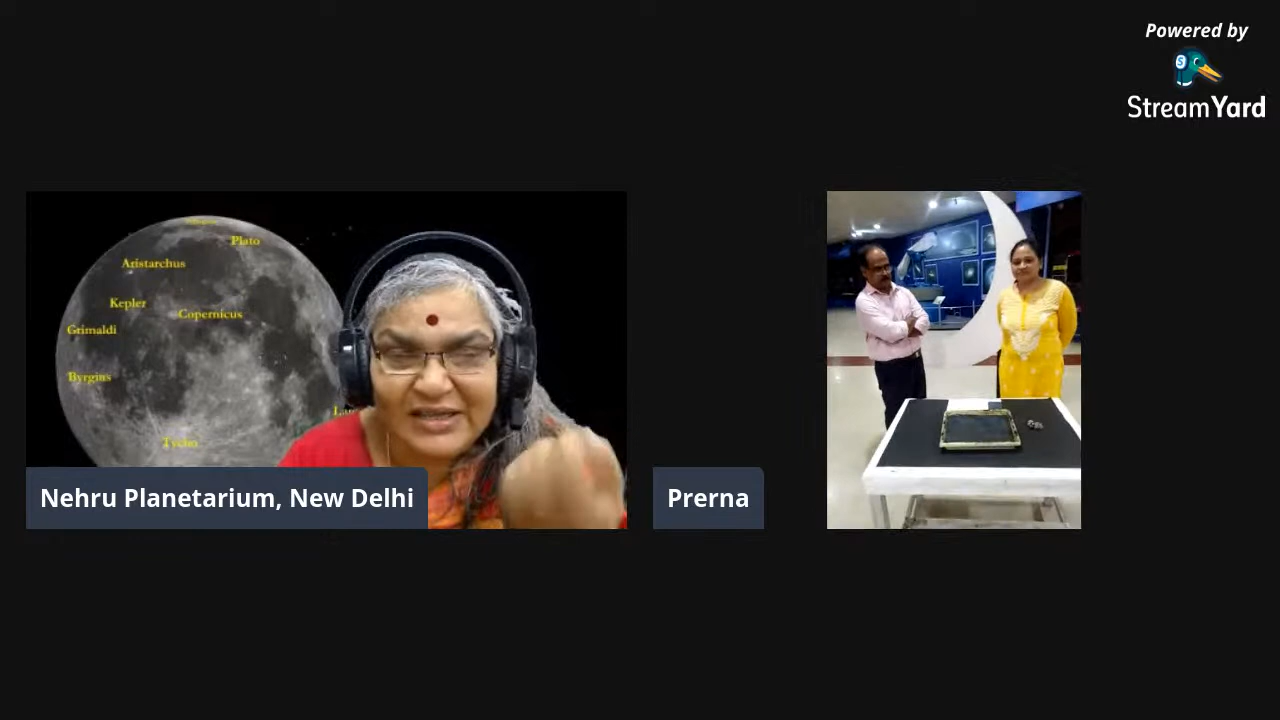 Powered by
StreamYard
Plato
Aristarchus
Kepler
Copernicus
Grimaldi
Byrgius
Tycho
Nehru Planetarium, New Delhi
Prerna